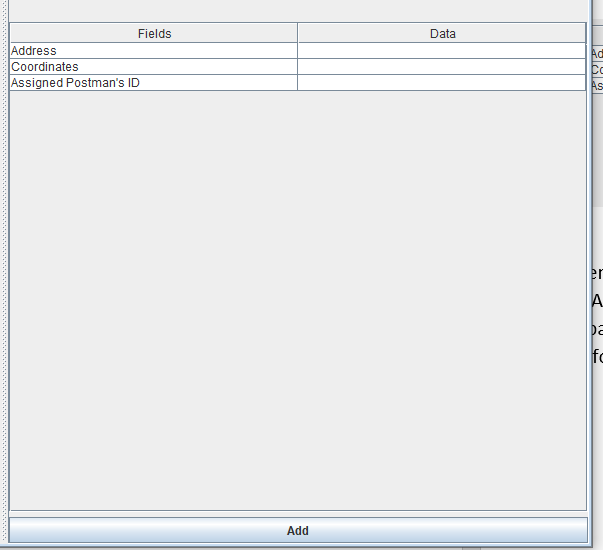 Fields Data
Address
Coordinates
Assigned Postman's ID
Add